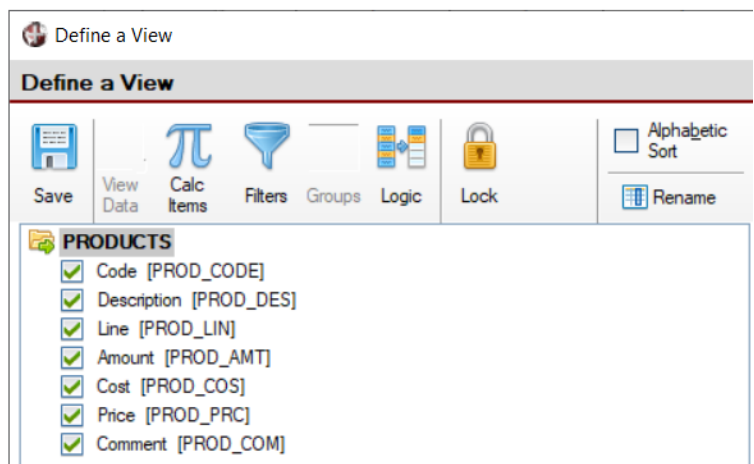 Define a View
Define a View
Save
View
Data
Calc
Items
Filters
Groups
Logic
Lock
Alphabetic
Sort
Rename
PRODUCTS
Code [PROD_CODE]
Description [PROD_DES]
Line [PROD_LIN]
Amount [PROD_AMT]
Cost [PROD_COS]
Price [PROD_PRC]
Comment [PROD_COM]